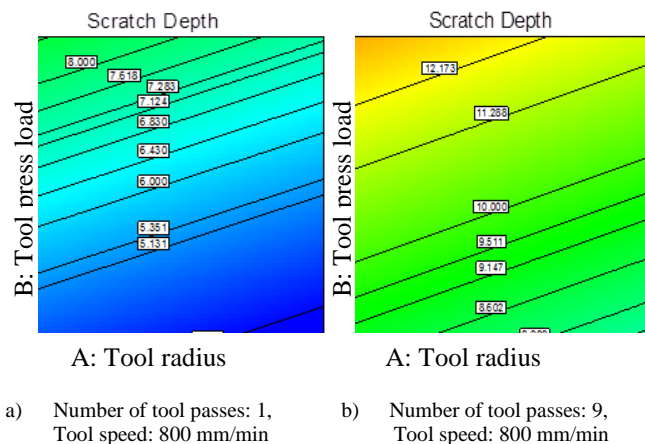 Scratch Depth
8.000
7.618
7.283
7.124
6.830
6.430
6.000
5.351
5.131
B: Tool press load
A: Tool radius
a) Number of tool passes: 1,
Tool speed: 800 mm/min
Scratch Depth
12.173
11.288
10.000
9.511
9.147
8.602
B: Tool press load
A: Tool radius
b) Number of tool passes: 9,
Tool speed: 800 mm/min